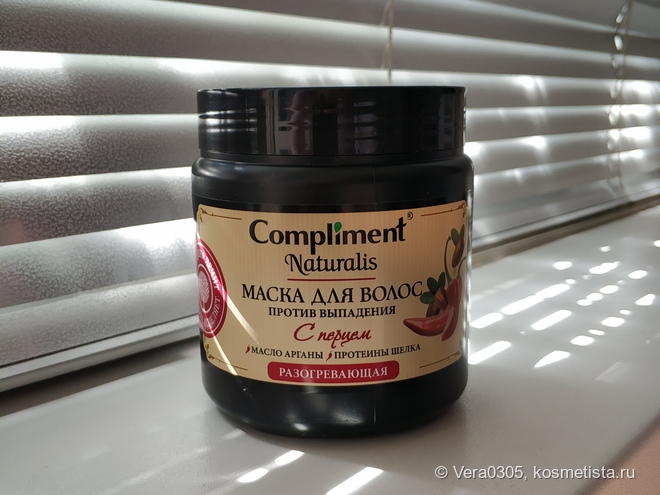 Compliment®
Naturalis
МАСКА ДЛЯ ВОЛОС
ПРОТИВ ВЫПАДЕНИЯ
С перцем
МАСЛО АРГАНЫ ПРОТЕИНЫ ШЕЛКА
РАЗОГРЕВАЮЩАЯ
© Vera0305, kosmetista.ru